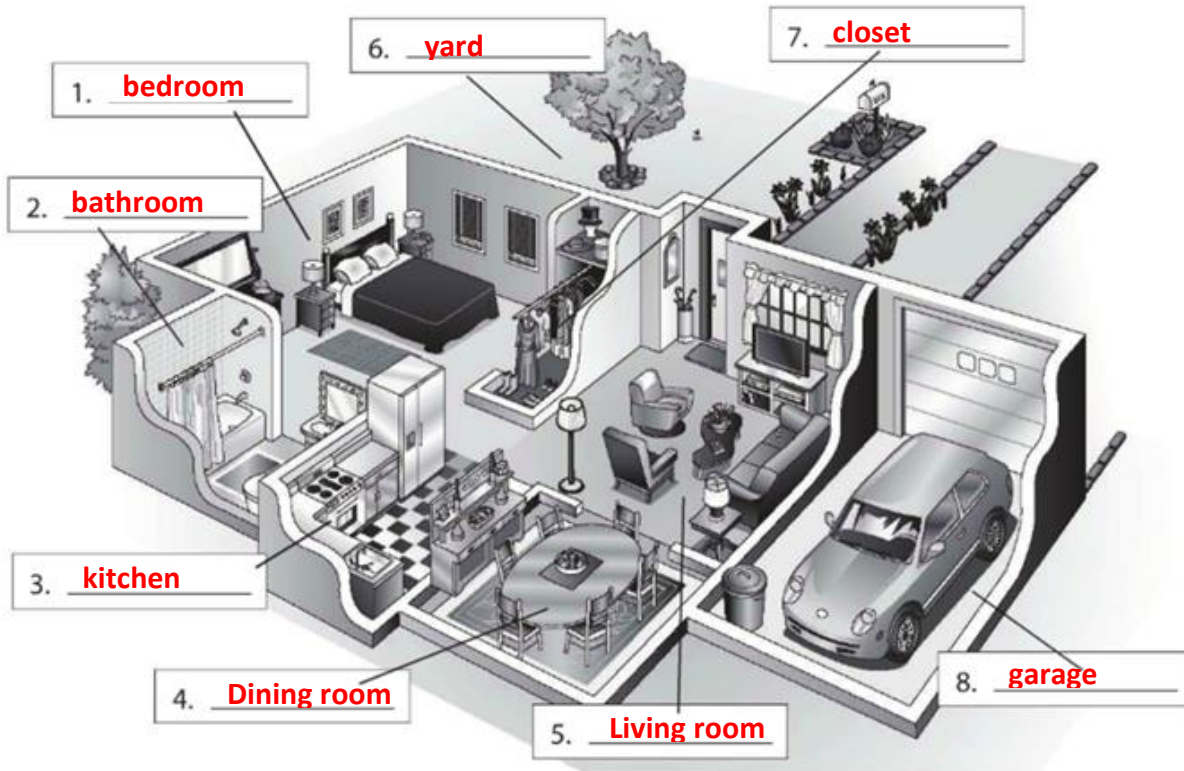 1. bedroom
2. bathroom
3. kitchen
4. Dining room
5. Living room
6. yard
7. closet
8. garage